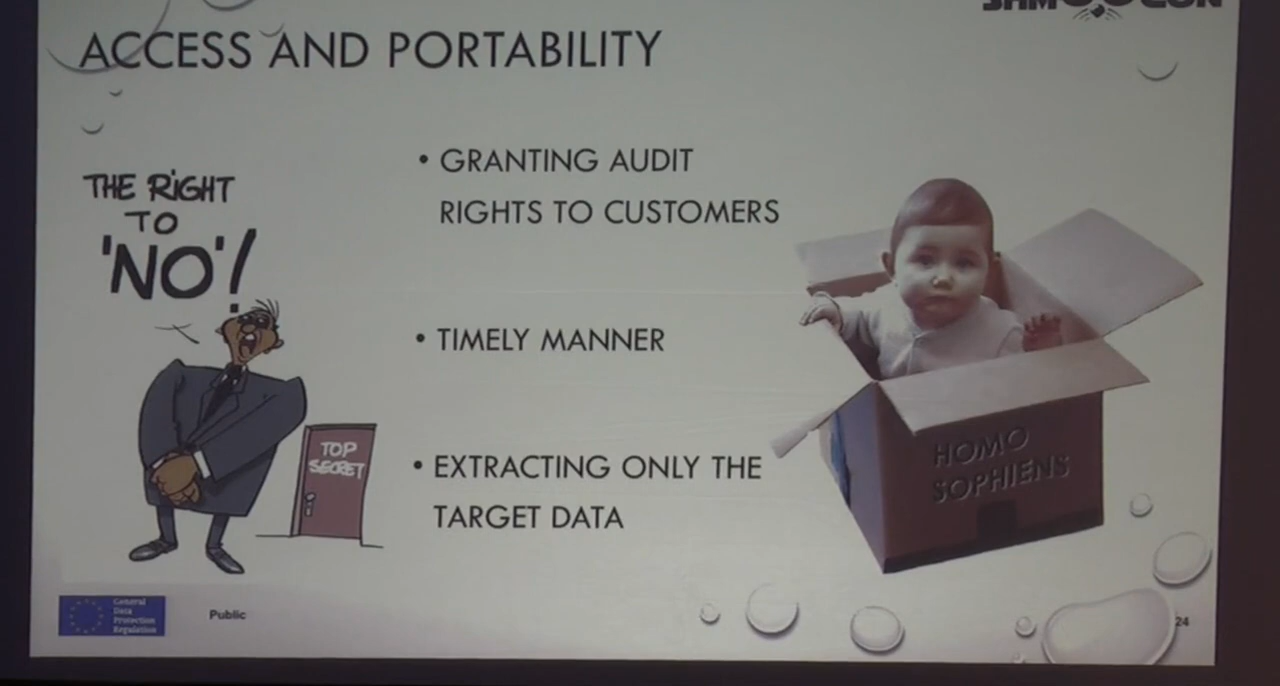 SHMOOCON
ACCESS AND PORTABILITY
THE RIGHT
TO
'NO'!
• GRANTING AUDIT
RIGHTS TO CUSTOMERS
• TIMELY MANNER
• EXTRACTING ONLY THE
TARGET DATA
TOP
SECRET
HOMO
SOPHIENS
General
Data
Protection
Regulation
Public
24